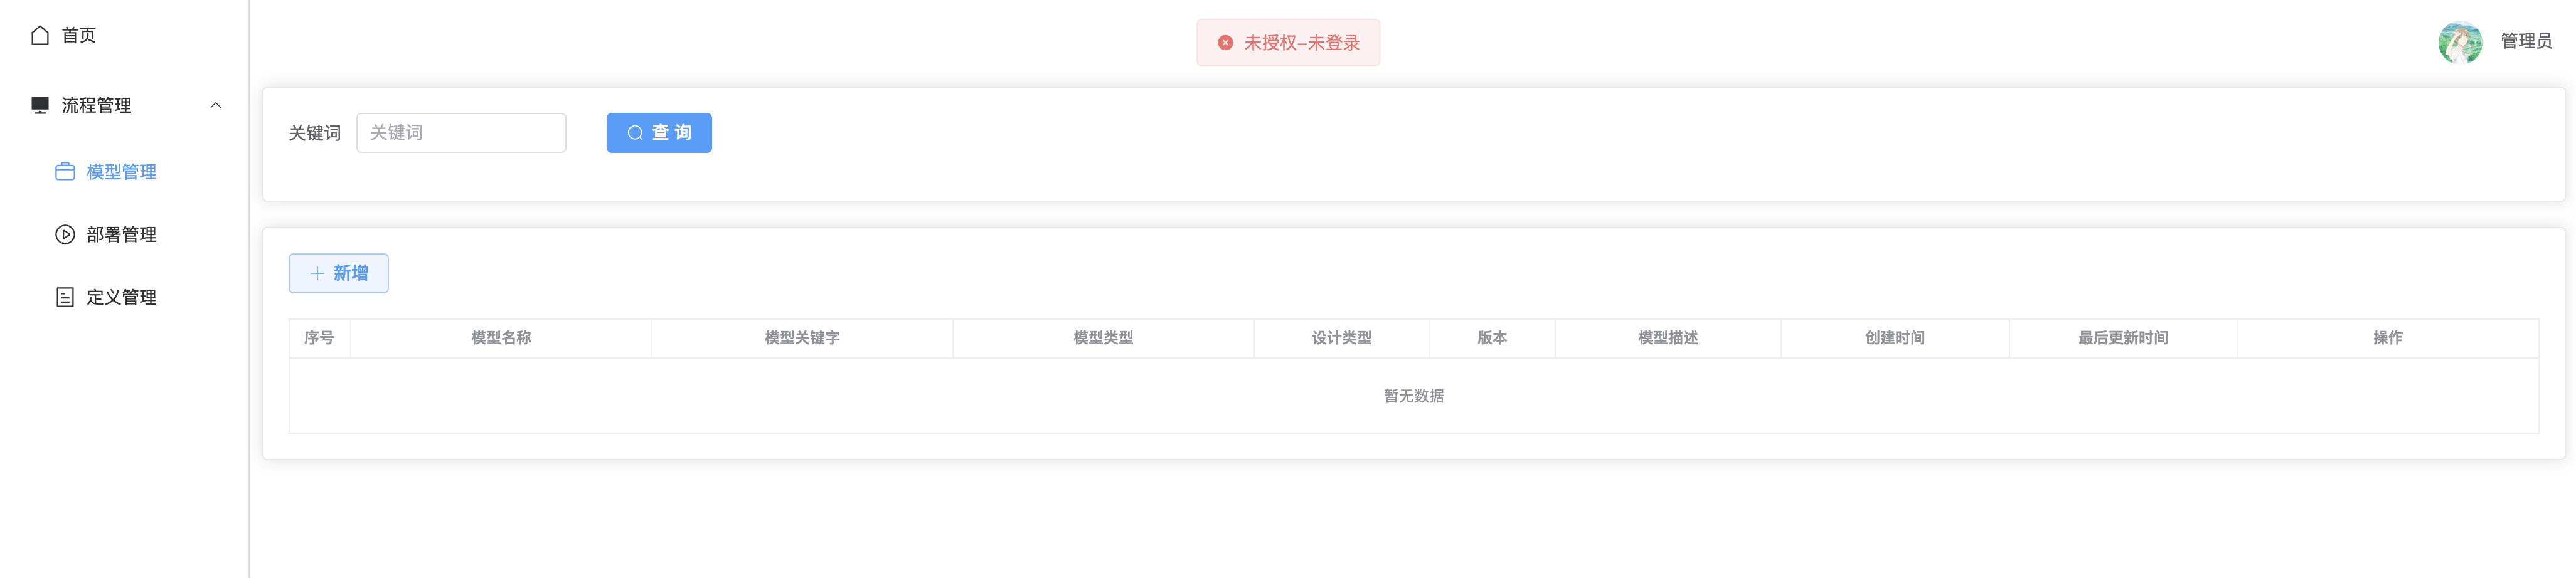 首页
流程管理
模型管理
部署管理
定义管理
未授权-未登录
管理员
关键词 关键词 查 询
新增
序号 模型名称 模型关键字 模型类型 设计类型 版本 模型描述 创建时间 最后更新时间 操作
暂无数据